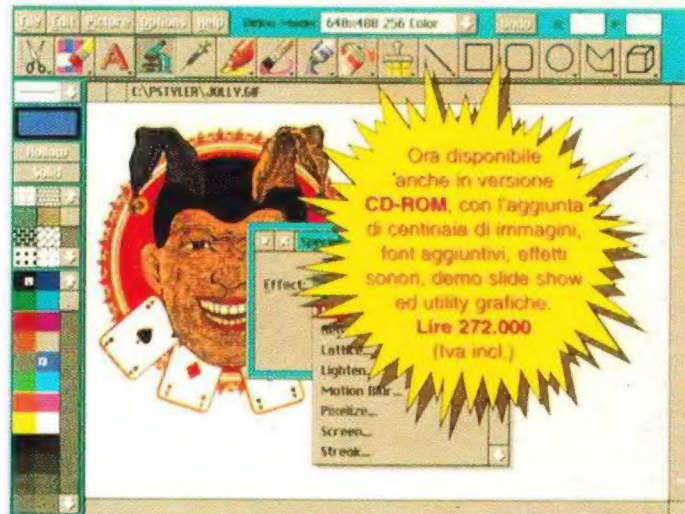 File Edit Picture Options Help Video Mode: 640x480 256 Color Undo X: Y:
C:\PSTYLER\JOLLY.GIF
Rollup
Solid
Effect:
Lattice...
Lighten...
Motion Blur...
Pixelize...
Screen...
Streak...
Ora disponibile
anche in versione
CD-ROM, con l'aggiunta
di centinaia di immagini,
font aggiuntivi, effetti
sonori, demo slide show
ed utility grafiche.
Lire 272.000
(Iva incl.)